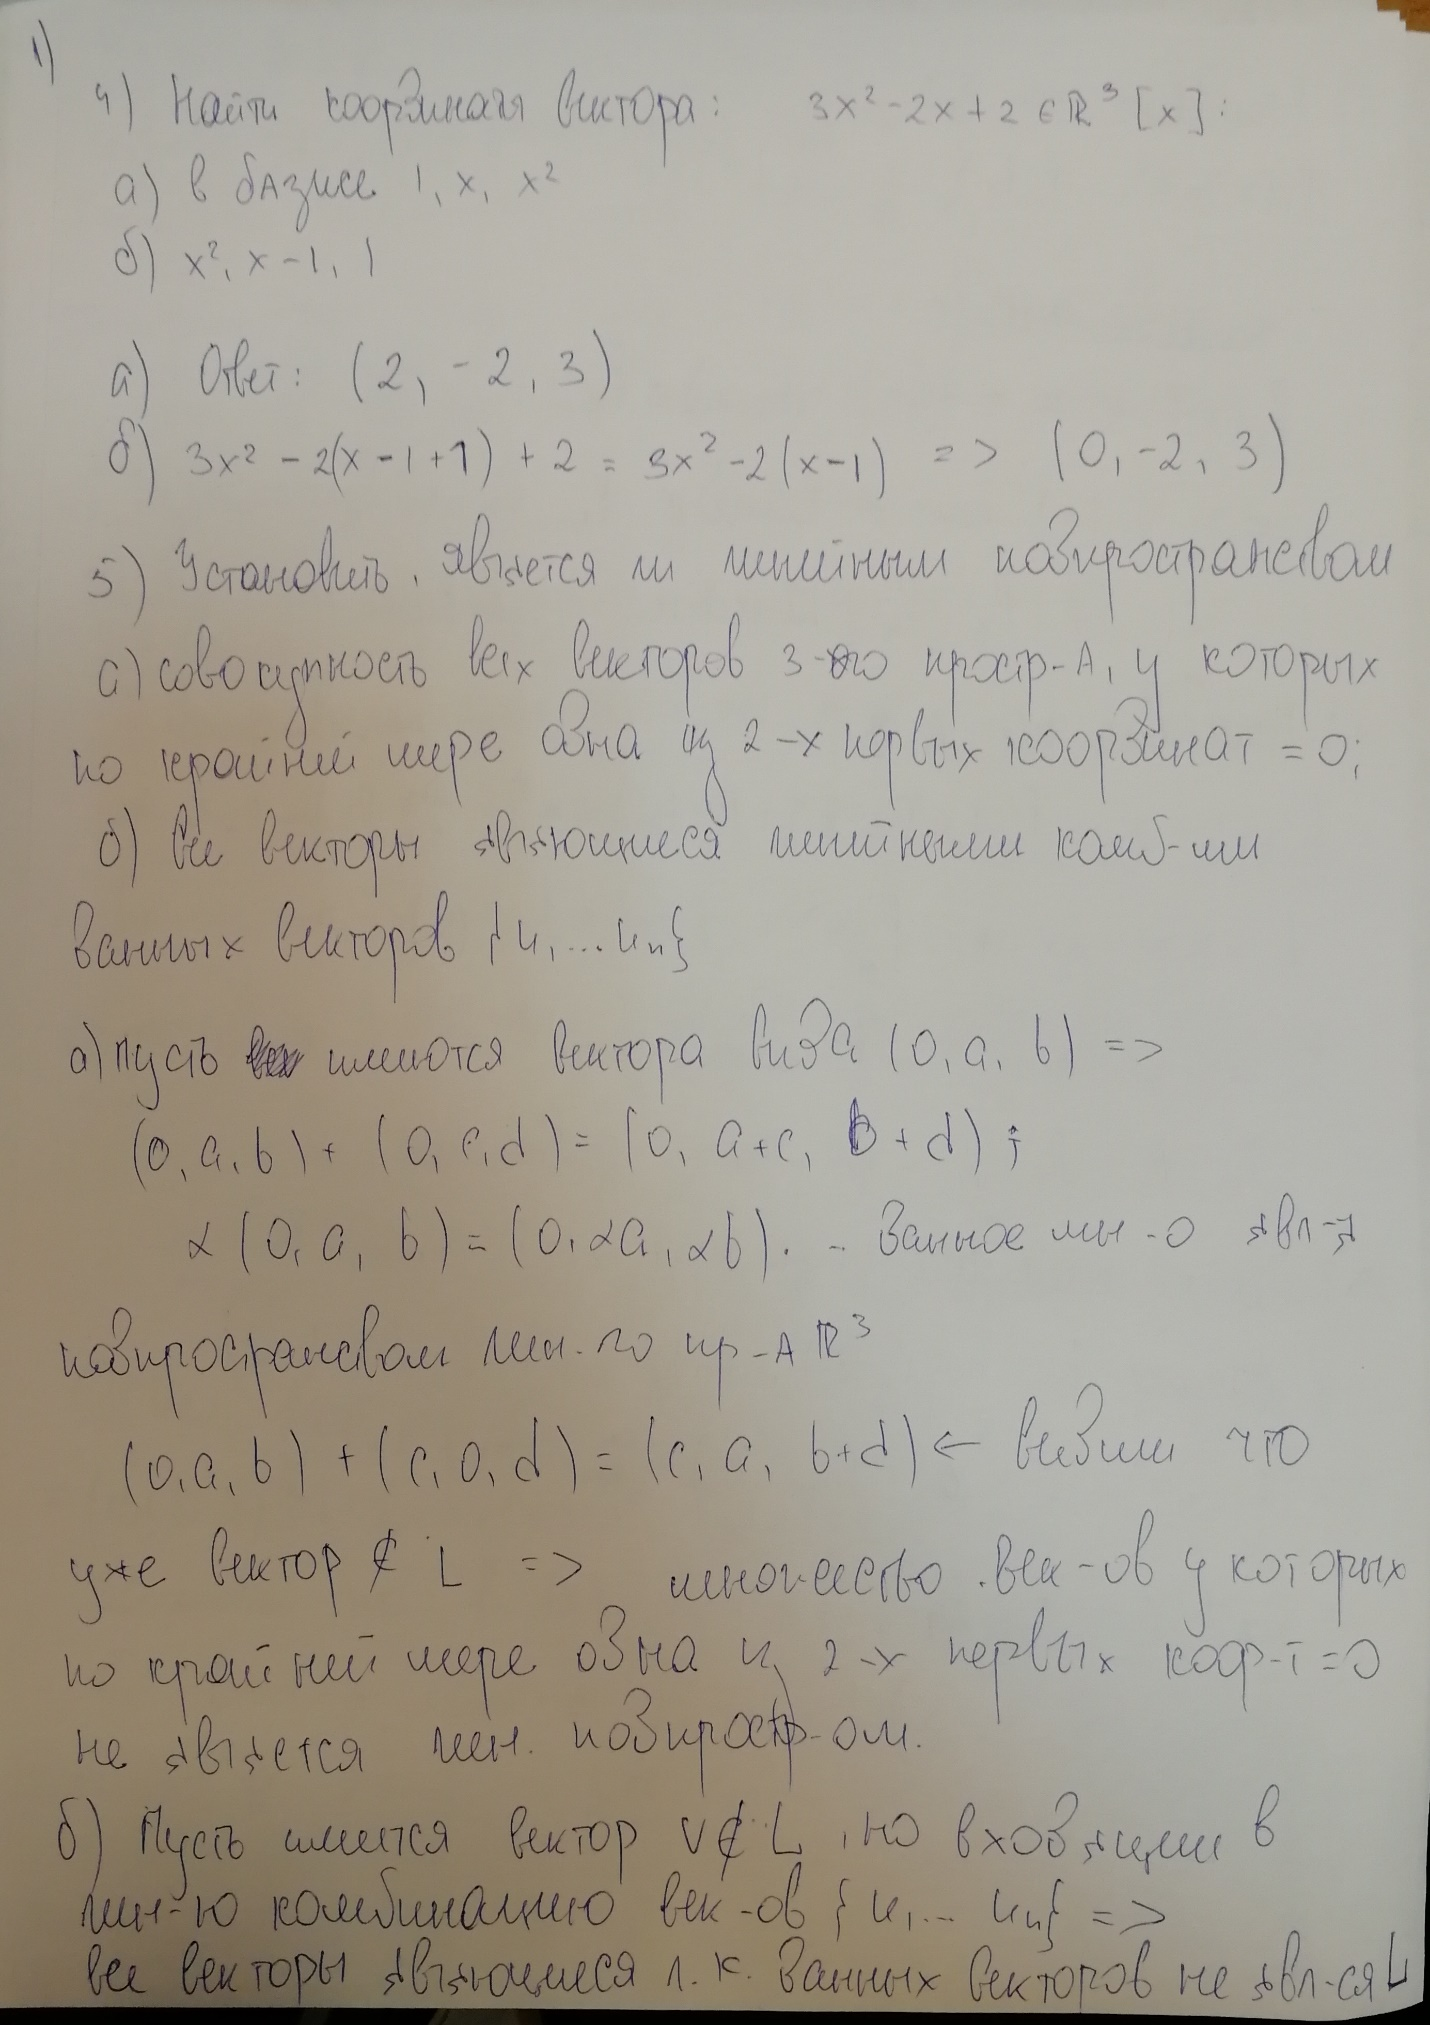 1)
4) Найти координаты вектора: 3x² - 2x + 2 ∈ ℝ³[x]:
а) в базисе 1, x, x²
б) x², x - 1, 1
а) Ответ: (2, -2, 3)
б) 3x² - 2(x - 1 + 1) + 2 = 3x² - 2(x - 1) => (0, -2, 3)
5) Установить, является ли линейным подпространсвом
а) совокупность всех векторов 3-ого простр-а, у которых
по крайней мере одна из 2-х первых координат = 0;
б) все векторы являющиеся линейными комб-ми
данных векторов {u₁ ... uₙ}
а) Пусть имеются вектора вида (0, a, b) =>
(0, a, b) + (0, c, d) = (0, a+c, b+d);
α(0, a, b) = (0, αa, αb). - Данное мн-о явл-я
подпространсвом лин-го пр-а ℝ³
(0, a, b) + (c, 0, d) = (c, a, b+d) ← видим что
уже вектор ∉ L => множесство век-ов у которых
по крайней мере одна из 2-х первых коор-т = 0
не является лин. подпростр-ом.
б) Пусть имеется вектор v ∉ L, но входящий в
лин-ю комбинацию век-ов {u₁ ... uₙ} =>
все векторы являющиеся л.к. данных векторов не явл-ся L